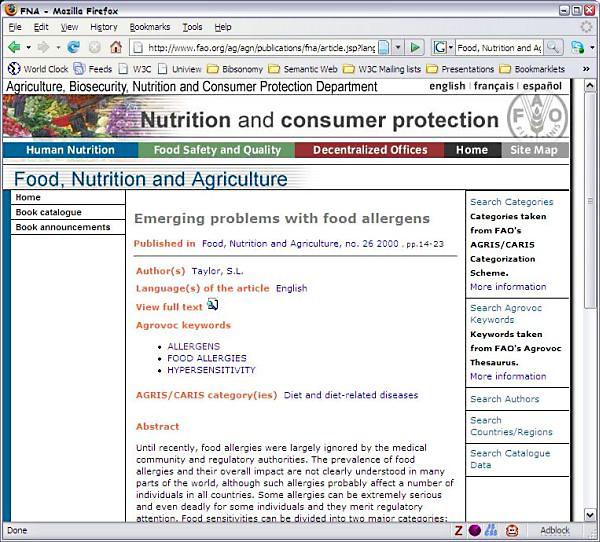 FNA - Mozilla Firefox
File Edit View History Bookmarks Tools Help
http://www.fao.org/ag/agn/publications/fna/article.jsp?lang Food, Nutrition and Ag
World Clock Feeds W3C Uniview Bibsonomy Semantic Web W3C Mailing lists Presentations Bookmarklets »
Agriculture, Biosecurity, Nutrition and Consumer Protection Department english | français | español
Nutrition and consumer protection
FAO
Human Nutrition Food Safety and Quality Decentralized Offices Home Site Map
Food, Nutrition and Agriculture
Home
Book catalogue
Book announcements
Emerging problems with food allergens
Published in Food, Nutrition and Agriculture, no. 26 2000 , pp.14-23
Author(s) Taylor, S.L.
Language(s) of the article English
View full text
Agrovoc keywords
• ALLERGENS
• FOOD ALLERGIES
• HYPERSENSITIVITY
AGRIS/CARIS category(ies) Diet and diet-related diseases
Abstract
Until recently, food allergies were largely ignored by the medical
community and regulatory authorities. The prevalence of food
allergies and their overall impact are not clearly understood in many
parts of the world, although such allergies probably affect a number of
individuals in all countries. Some allergies can be extremely serious
and even deadly for some individuals and they merit regulatory
attention. Food sensitivities can be divided into two major categories:
Search Categories
Categories taken
from FAO's
AGRIS/CARIS
Categorization
Scheme.
More information
Search Agrovoc
Keywords
Keywords taken
from FAO's Agrovoc
Thesaurus.
More information
Search Authors
Search
Countries/Regions
Search Catalogue
Data
Done Adblock